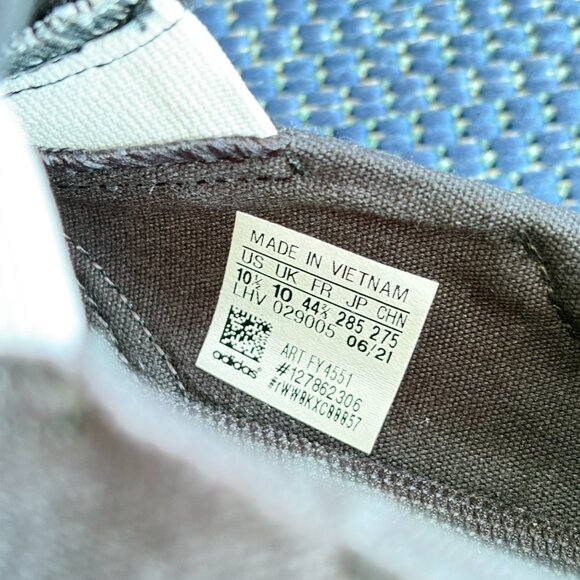 MADE IN VIETNAM
US UK FR JP CHN
10½ 10 44⅔ 285 275
LHV 029005 06/21
ART FY4551
#127862306
adidas